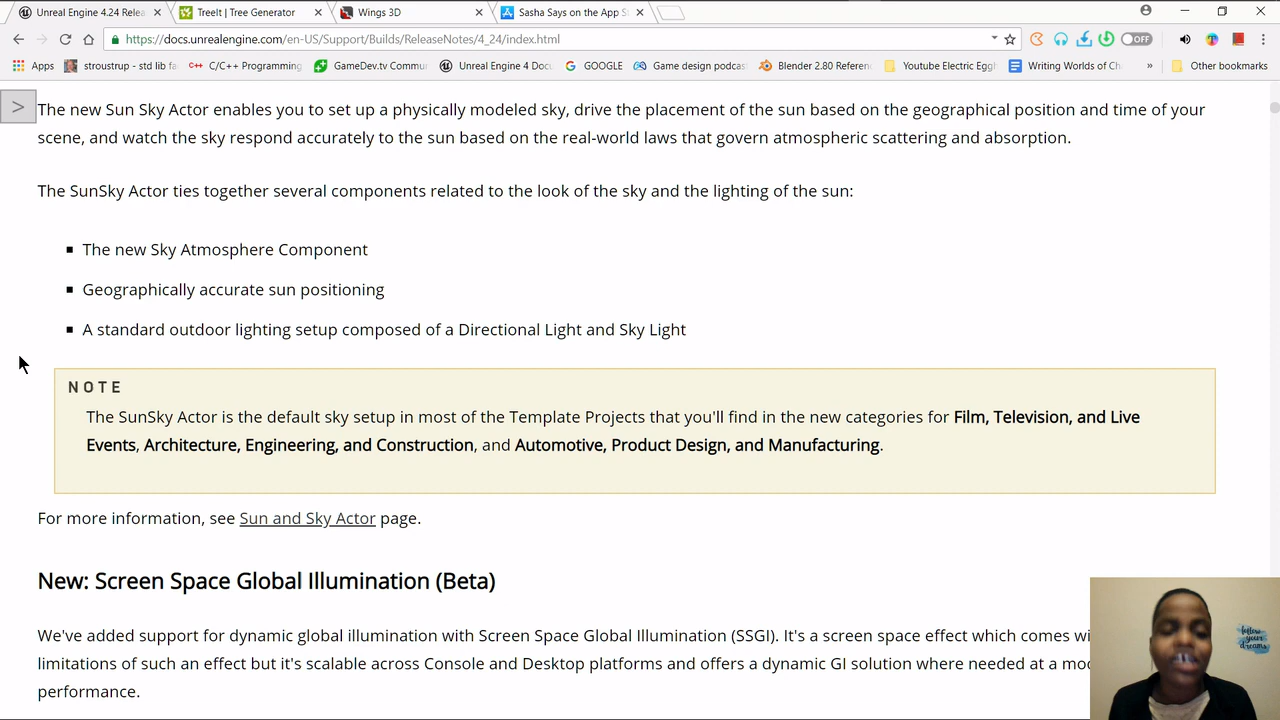 Unreal Engine 4.24 Relea
TreeIt | Tree Generator
Wings 3D
Sasha Says on the App S
https://docs.unrealengine.com/en-US/Support/Builds/ReleaseNotes/4_24/index.html
OFF
Apps
stroustrup - std lib fa
C/C++ Programming
GameDev.tv Commu
Unreal Engine 4 Docu
GOOGLE
Game design podcas
Blender 2.80 Referen
Youtube Electric Eggh
Writing Worlds of Ch
»
Other bookmarks
>
The new Sun Sky Actor enables you to set up a physically modeled sky, drive the placement of the sun based on the geographical position and time of your
scene, and watch the sky respond accurately to the sun based on the real-world laws that govern atmospheric scattering and absorption.
The SunSky Actor ties together several components related to the look of the sky and the lighting of the sun:
The new Sky Atmosphere Component
Geographically accurate sun positioning
A standard outdoor lighting setup composed of a Directional Light and Sky Light
NOTE
The SunSky Actor is the default sky setup in most of the Template Projects that you'll find in the new categories for Film, Television, and Live
Events, Architecture, Engineering, and Construction, and Automotive, Product Design, and Manufacturing.
For more information, see Sun and Sky Actor page.
New: Screen Space Global Illumination (Beta)
We've added support for dynamic global illumination with Screen Space Global Illumination (SSGI). It's a screen space effect which comes wi
limitations of such an effect but it's scalable across Console and Desktop platforms and offers a dynamic GI solution where needed at a mo
performance.
follow
your
dreams